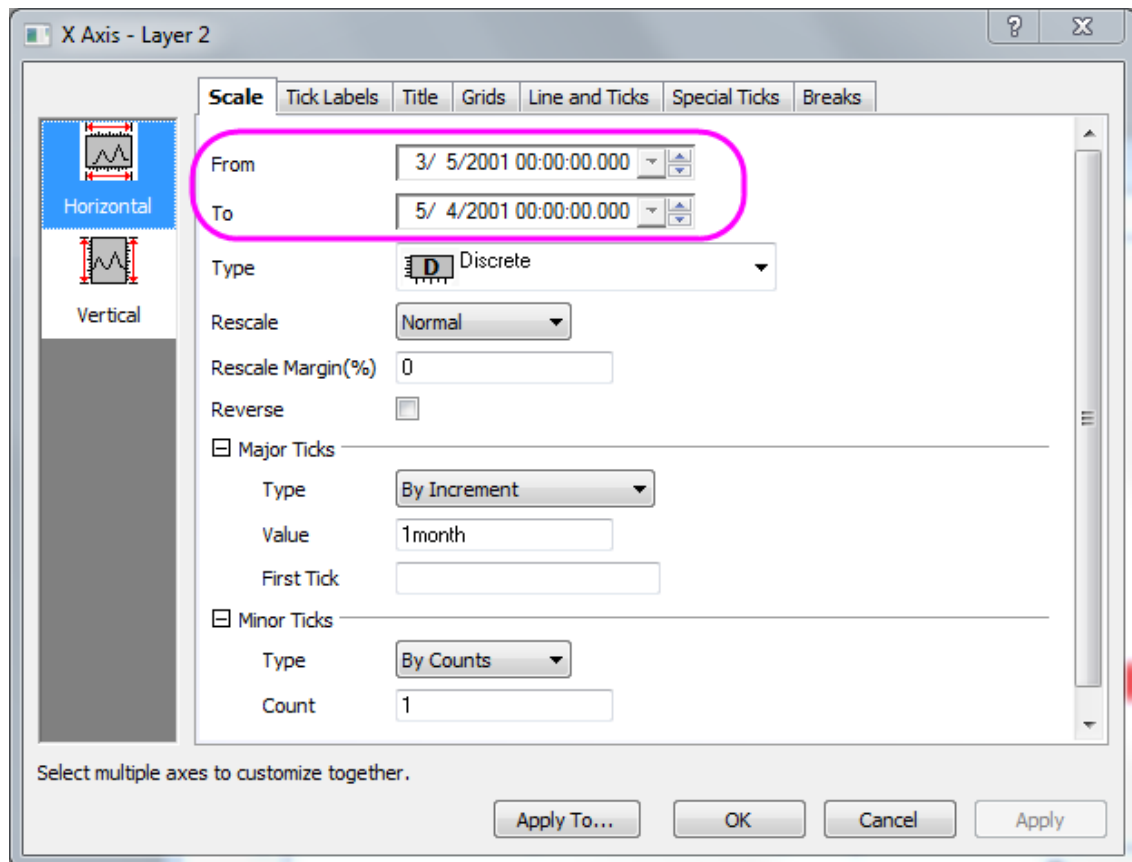 X Axis - Layer 2
Scale Tick Labels Title Grids Line and Ticks Special Ticks Breaks
Horizontal
Vertical
From 3/ 5/2001 00:00:00.000
To 5/ 4/2001 00:00:00.000
Type D Discrete
Rescale Normal
Rescale Margin(%) 0
Reverse
Major Ticks
Type By Increment
Value 1month
First Tick
Minor Ticks
Type By Counts
Count 1
Select multiple axes to customize together.
Apply To... OK Cancel Apply